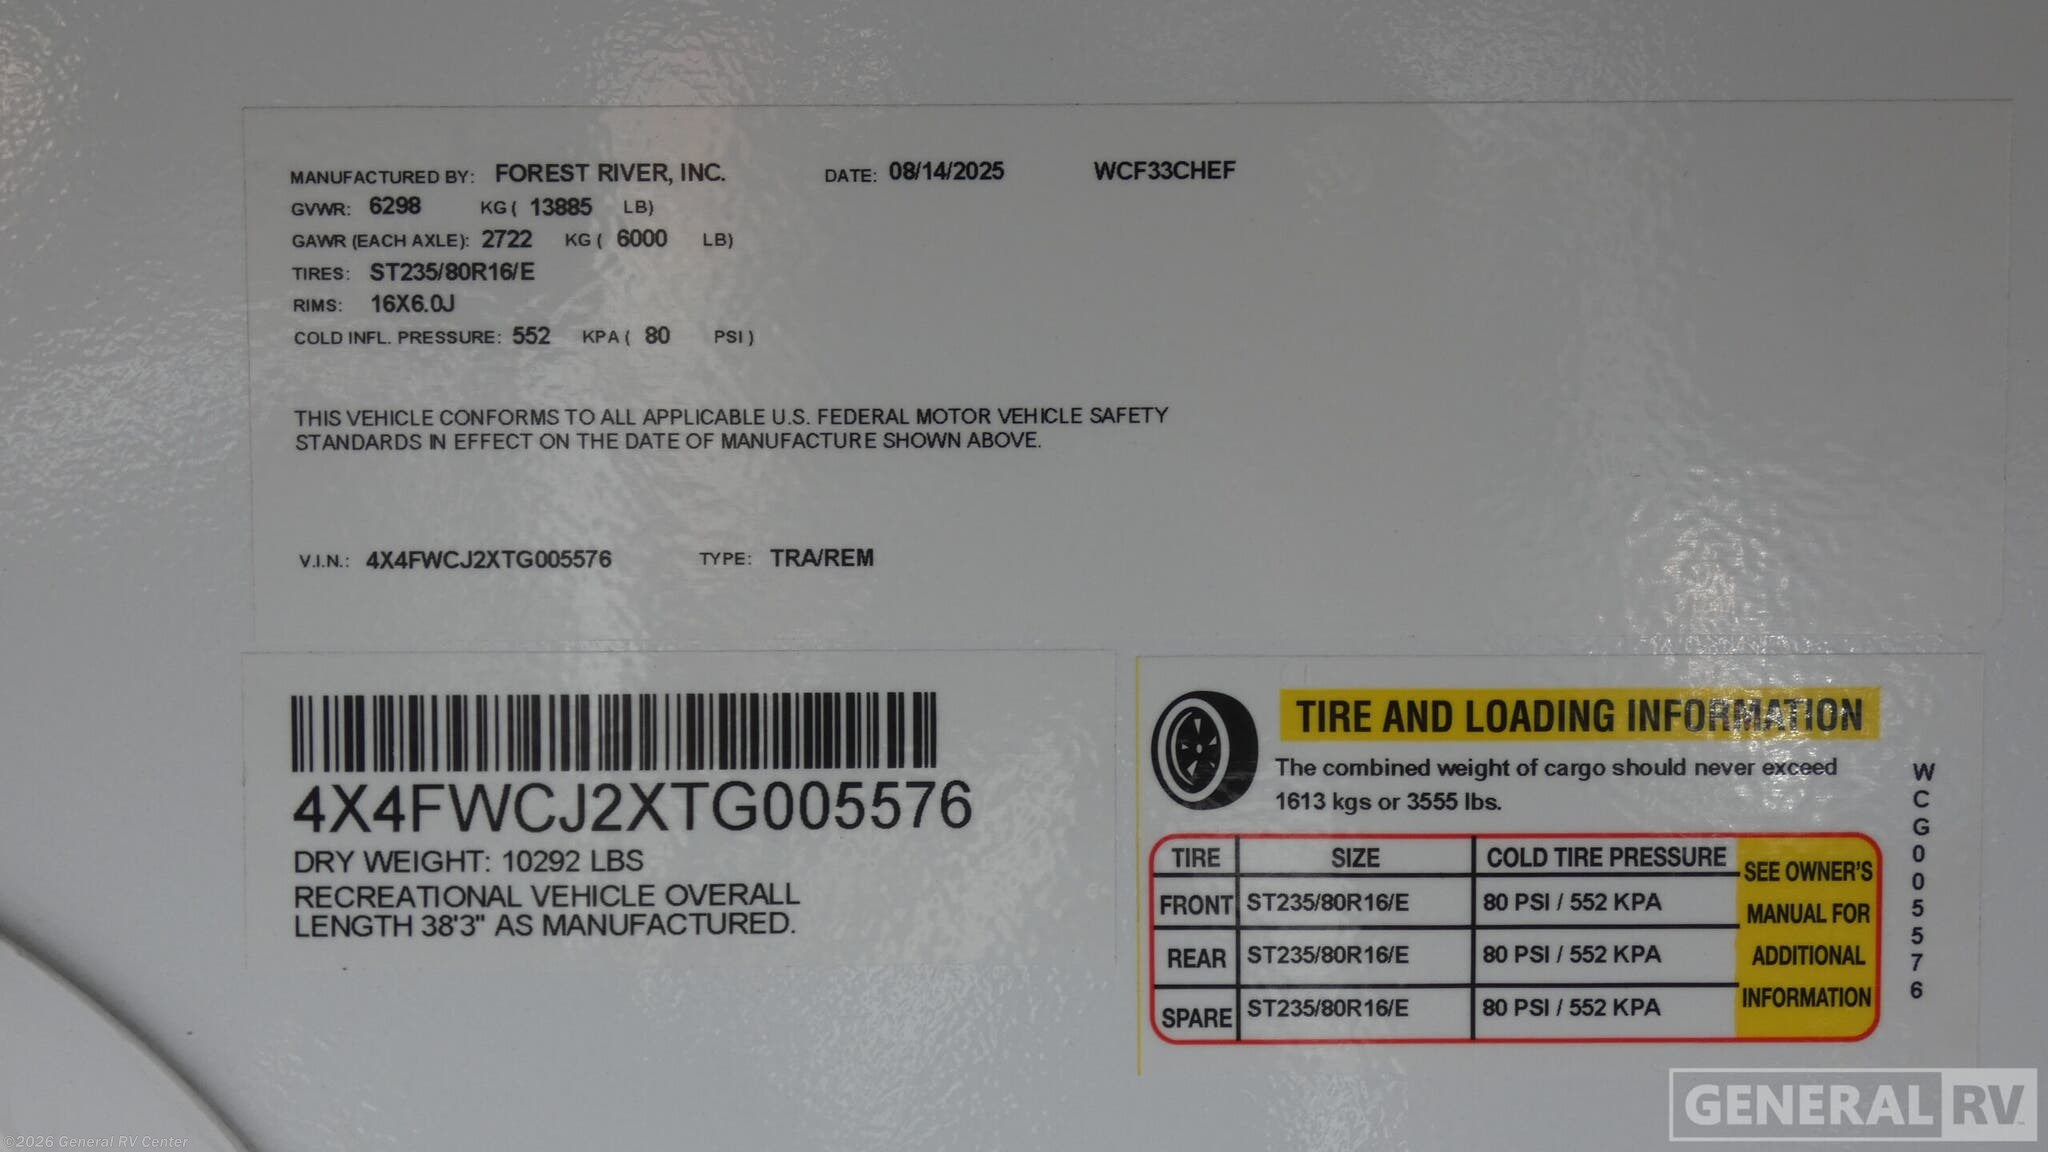 MANUFACTURED BY: FOREST RIVER, INC. DATE: 08/14/2025 WCF33CHEF
GVWR: 6298 KG ( 13885 LB)
GAWR (EACH AXLE): 2722 KG ( 6000 LB)
TIRES: ST235/80R16/E
RIMS: 16X6.0J
COLD INFL. PRESSURE: 552 KPA ( 80 PSI )
THIS VEHICLE CONFORMS TO ALL APPLICABLE U.S. FEDERAL MOTOR VEHICLE SAFETY
STANDARDS IN EFFECT ON THE DATE OF MANUFACTURE SHOWN ABOVE.
V.I.N.: 4X4FWCJ2XTG005576 TYPE: TRA/REM
4X4FWCJ2XTG005576
DRY WEIGHT: 10292 LBS
RECREATIONAL VEHICLE OVERALL
LENGTH 38'3" AS MANUFACTURED.
TIRE AND LOADING INFORMATION
The combined weight of cargo should never exceed
1613 kgs or 3555 lbs.
TIRE SIZE COLD TIRE PRESSURE
FRONT ST235/80R16/E 80 PSI / 552 KPA
REAR ST235/80R16/E 80 PSI / 552 KPA
SPARE ST235/80R16/E 80 PSI / 552 KPA
SEE OWNER'S
MANUAL FOR
ADDITIONAL
INFORMATION
WCG005576
GENERAL RV
©2026 General RV Center